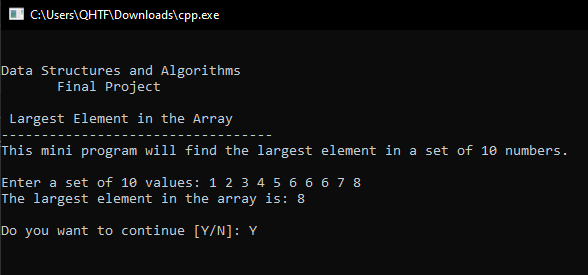 C:\Users\QHTF\Downloads\cpp.exe
Data Structures and Algorithms
Final Project
Largest Element in the Array
----------------------------------
This mini program will find the largest element in a set of 10 numbers.
Enter a set of 10 values: 1 2 3 4 5 6 6 6 7 8
The largest element in the array is: 8
Do you want to continue [Y/N]: Y